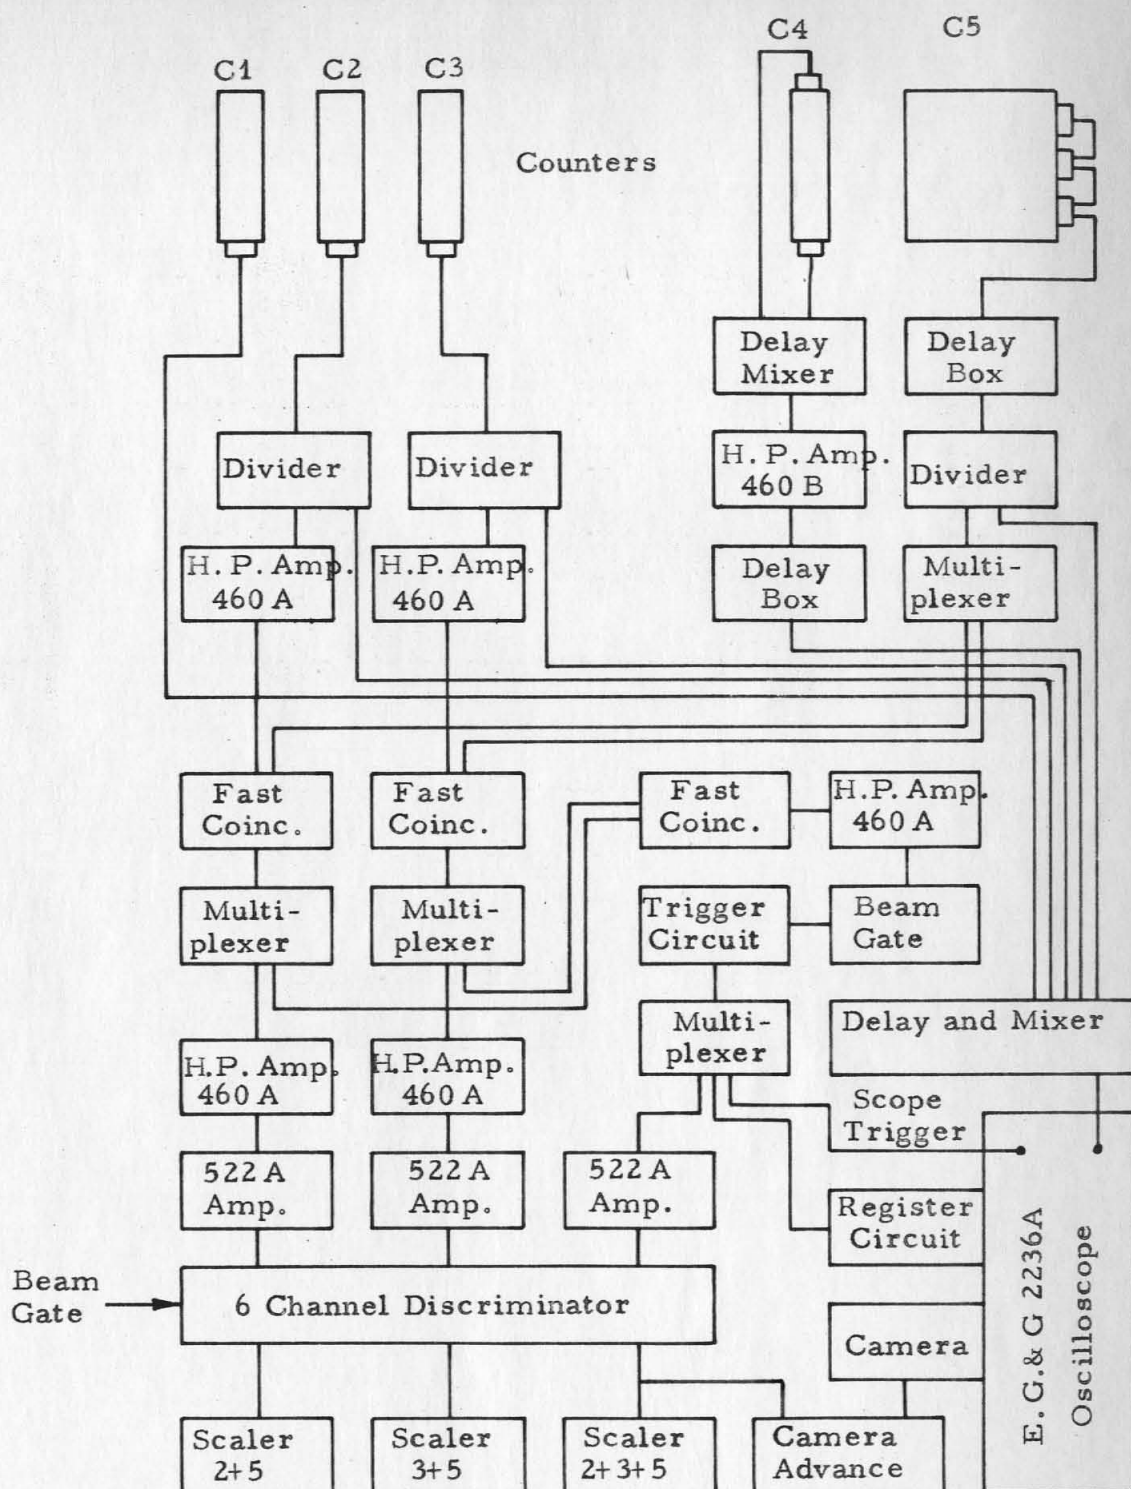 C1
C2
C3
C4
C5
Counters
Delay
Mixer
Delay
Box
Divider
Divider
H. P. Amp.
460 B
Divider
H. P. Amp.
460 A
H.P. Amp.
460 A
Delay
Box
Multi-
plexer
Fast
Coinc.
Fast
Coinc.
Fast
Coinc.
H.P. Amp.
460 A
Multi-
plexer
Multi-
plexer
Trigger
Circuit
Beam
Gate
Multi-
plexer
Delay and Mixer
H.P. Amp.
460 A
H.P.Amp.
460 A
Scope
Trigger
522 A
Amp.
522 A
Amp.
522 A
Amp.
Register
Circuit
Beam
Gate
6 Channel Discriminator
Camera
E. G.& G 2236A
Oscilloscope
Scaler
2+5
Scaler
3+5
Scaler
2+3+5
Camera
Advance